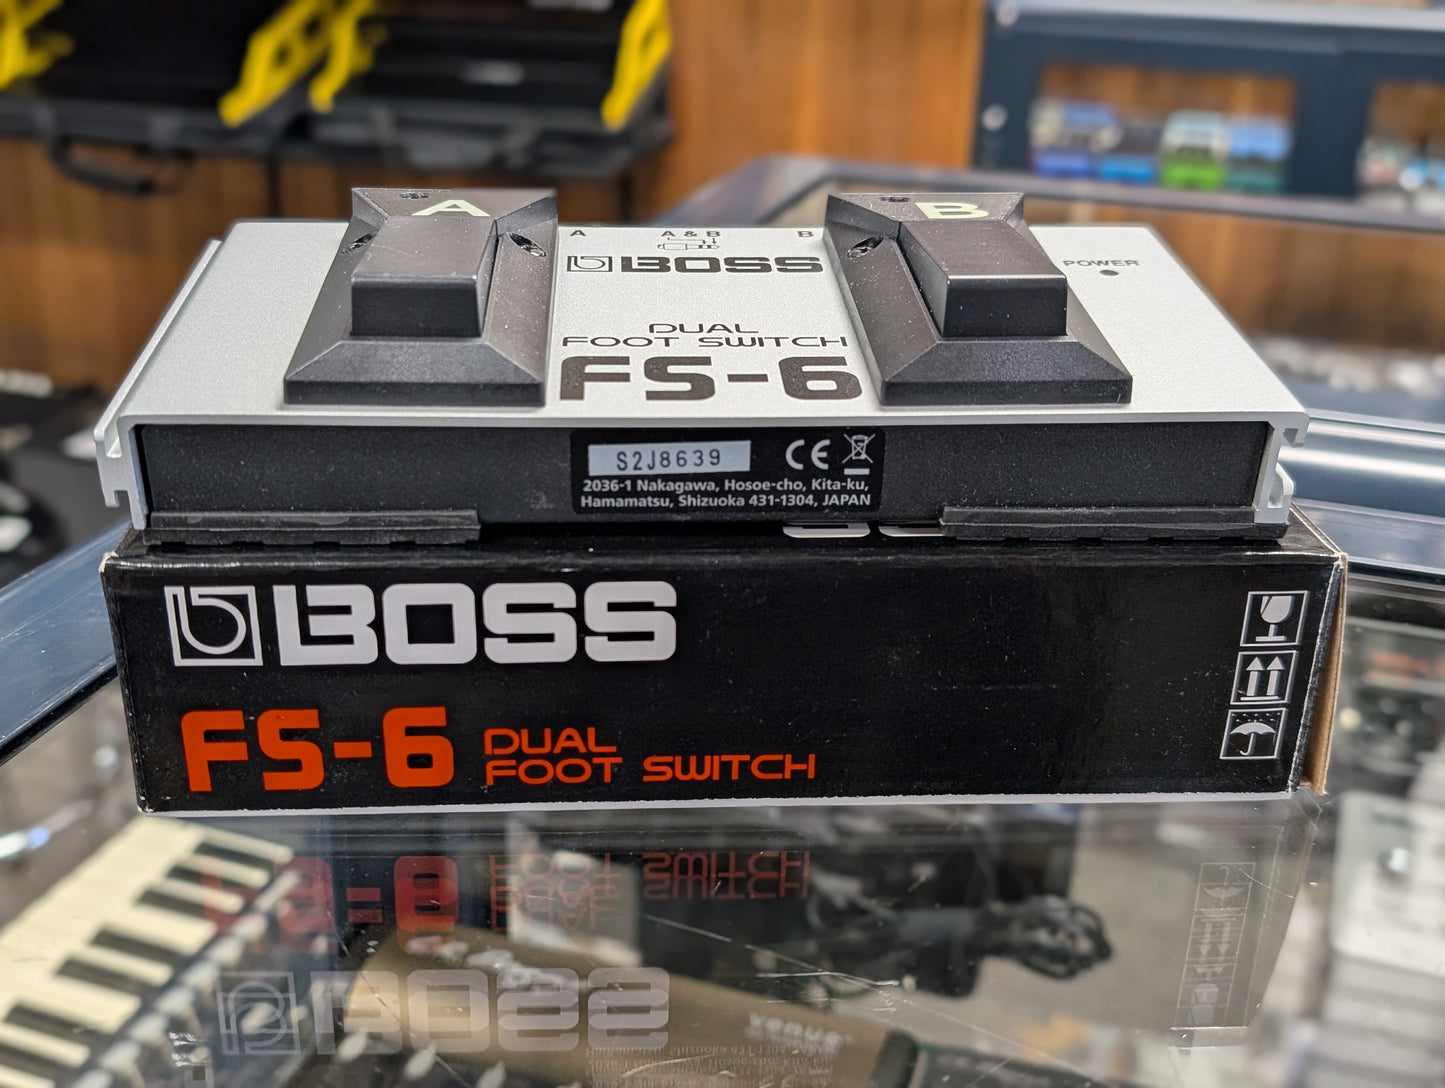 A
B
A
A & B
B
BOSS
POWER
DUAL
FOOT SWITCH
FS-6
S2J8639
CE
2036-1 Nakagawa, Hosoe-cho, Kita-ku,
Hamamatsu, Shizuoka 431-1304, JAPAN
BOSS
FS-6
DUAL
FOOT SWITCH
venue